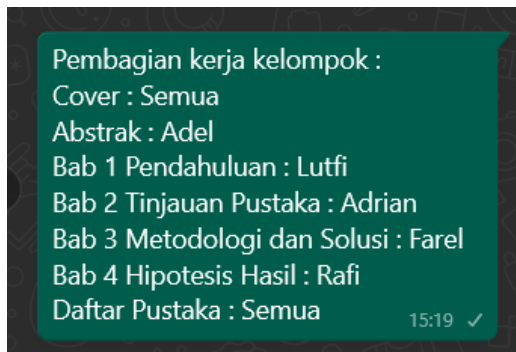 Pembagian kerja kelompok :
Cover : Semua
Abstrak : Adel
Bab 1 Pendahuluan : Lutfi
Bab 2 Tinjauan Pustaka : Adrian
Bab 3 Metodologi dan Solusi : Farel
Bab 4 Hipotesis Hasil : Rafi
Daftar Pustaka : Semua
15:19